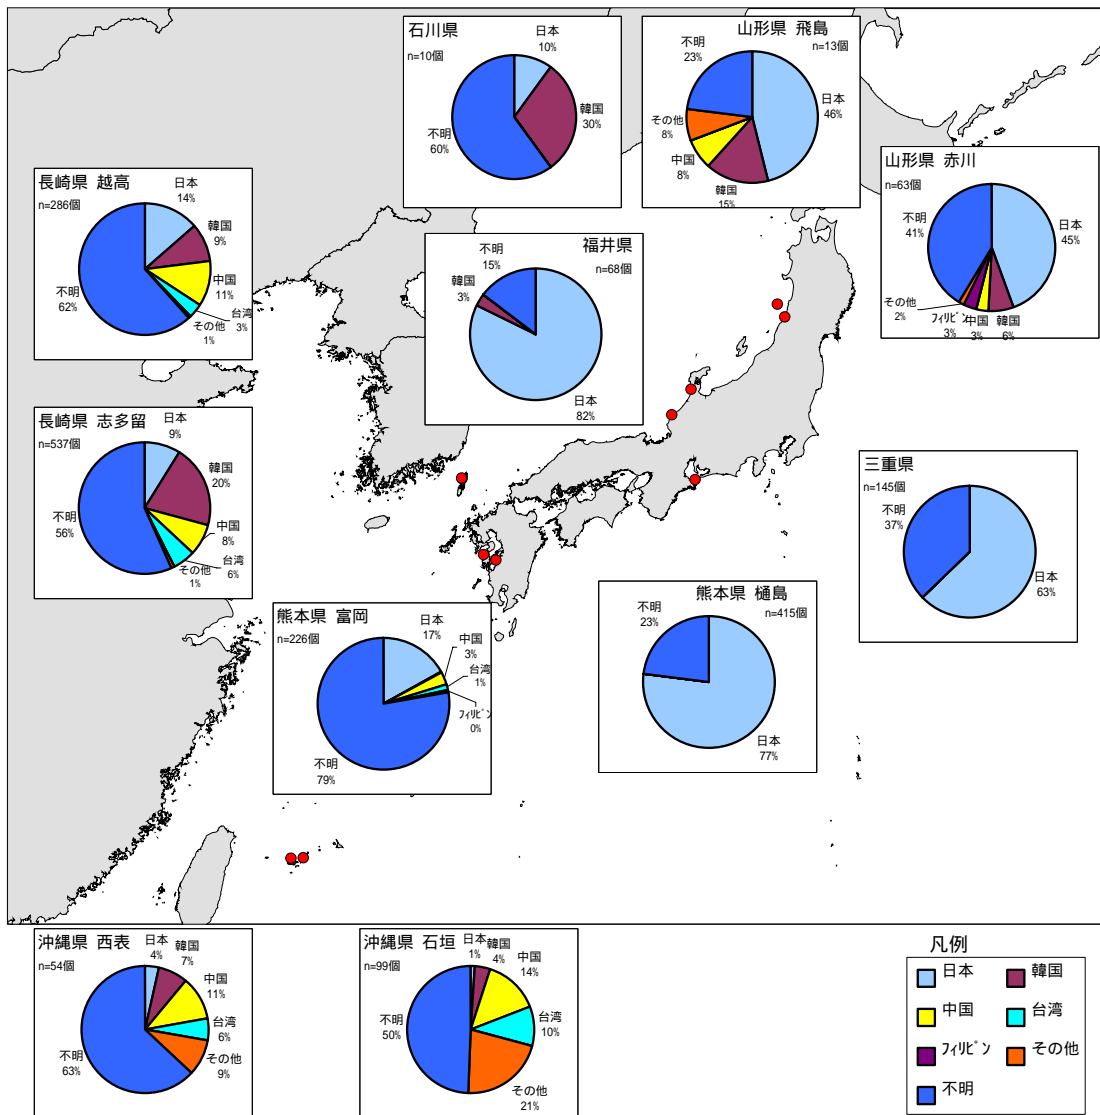 石川県
n=10個
日本
10%
韓国
30%
不明
60%
山形県 飛島
n=13個
不明
23%
日本
46%
その他
8%
中国
8%
韓国
15%
山形県 赤川
n=63個
不明
41%
日本
45%
その他
2%
フィリピン
3%
中国
3%
韓国
6%
長崎県 越高
n=286個
日本
14%
韓国
9%
中国
11%
台湾
3%
その他
1%
不明
62%
福井県
n=68個
不明
15%
韓国
3%
日本
82%
長崎県 志多留
n=537個
日本
9%
韓国
20%
中国
8%
台湾
6%
その他
1%
不明
56%
三重県
n=145個
不明
37%
日本
63%
熊本県 富岡
n=226個
日本
17%
中国
3%
台湾
1%
フィリピン
0%
不明
79%
熊本県 樋島
n=415個
不明
23%
日本
77%
沖縄県 西表
n=54個
日本
4%
韓国
7%
中国
11%
台湾
6%
その他
9%
不明
63%
沖縄県 石垣
n=99個
日本
1%
韓国
4%
中国
14%
台湾
10%
その他
21%
不明
50%
凡例
日本 韓国
中国 台湾
フィリピン その他
不明